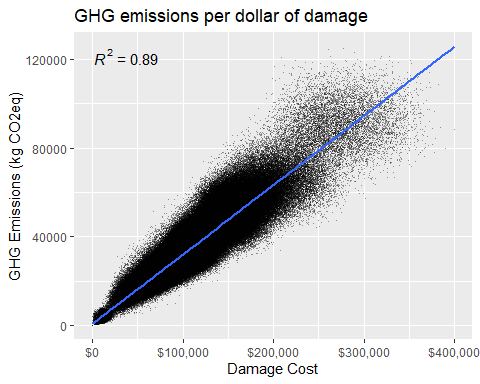 GHG emissions per dollar of damage
R² = 0.89
120000
80000
40000
0
GHG Emissions (kg CO2eq)
$0 $100,000 $200,000 $300,000 $400,000
Damage Cost